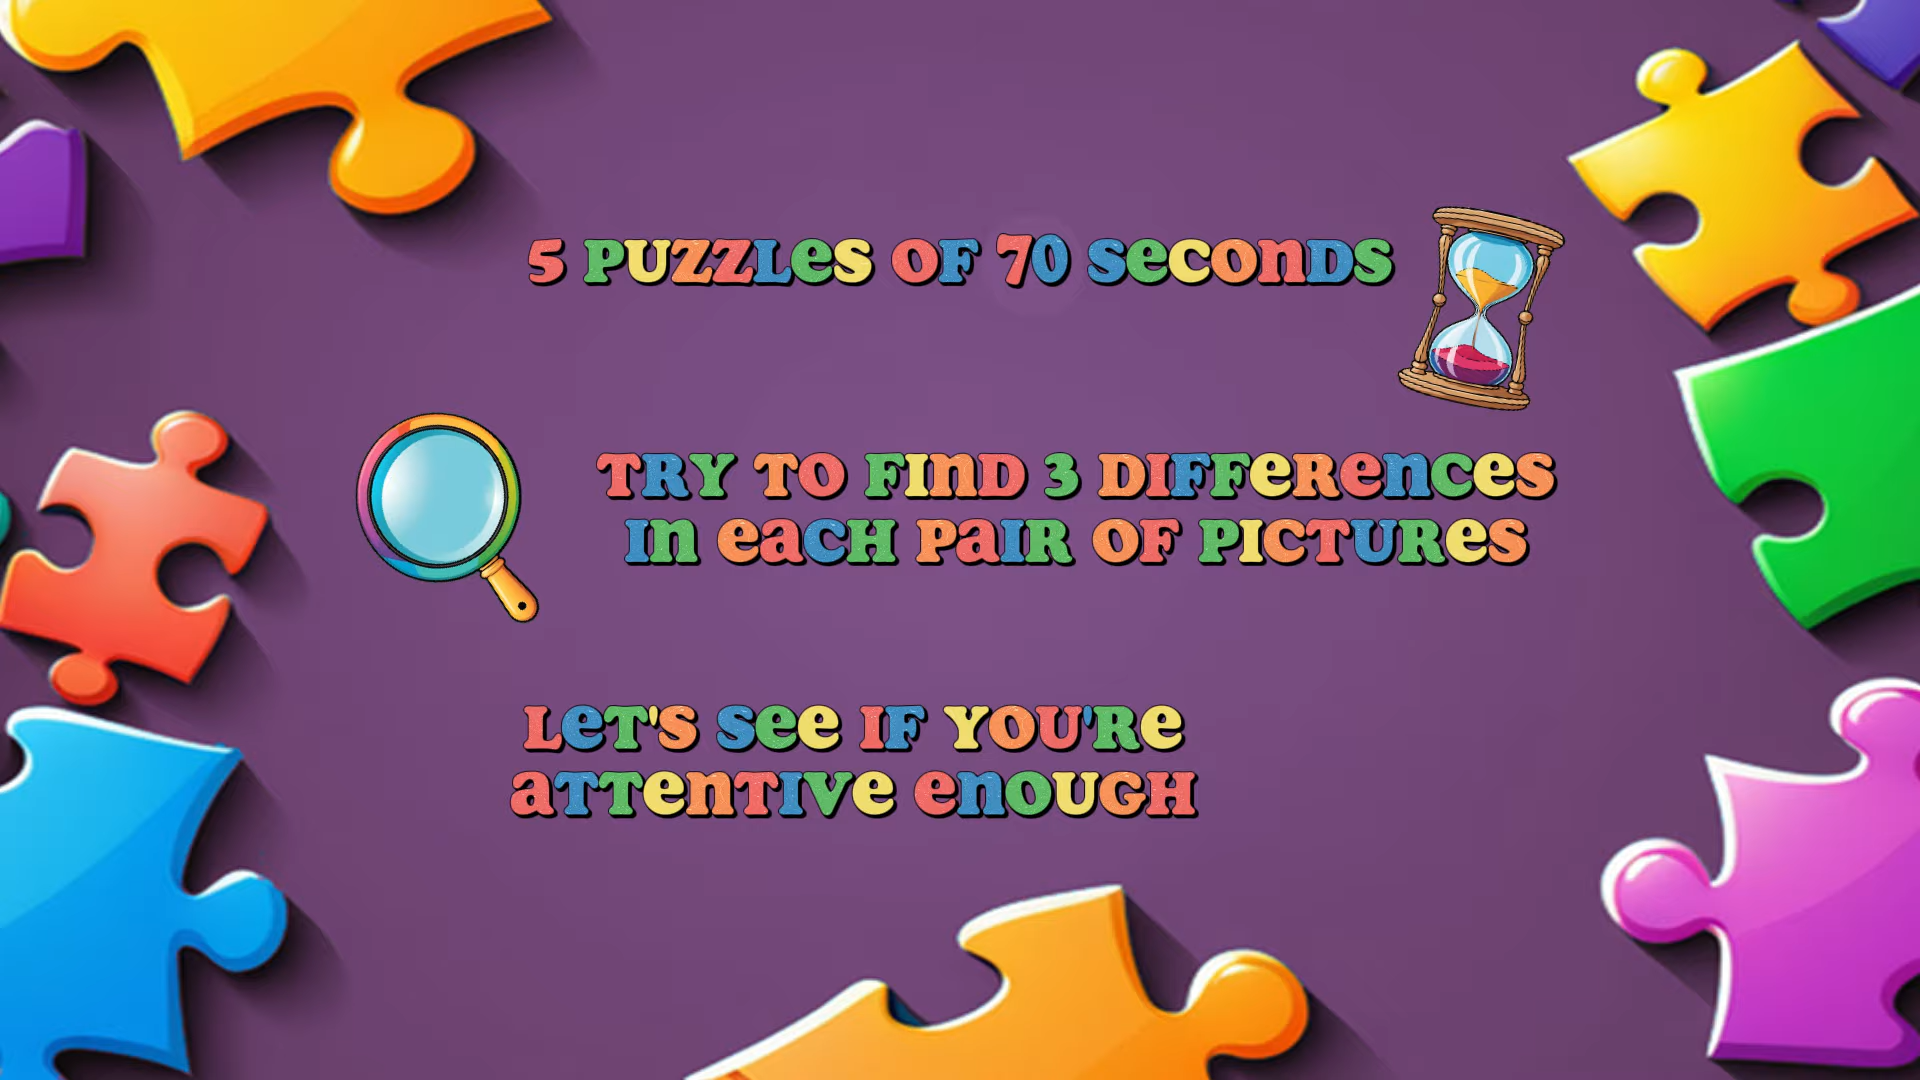 5 PUZZLES OF 70 SECONDS
TRY TO FIND 3 DIFFERENCES
IN EACH PAIR OF PICTURES
LET'S SEE IF YOU'RE
ATTENTIVE ENOUGH